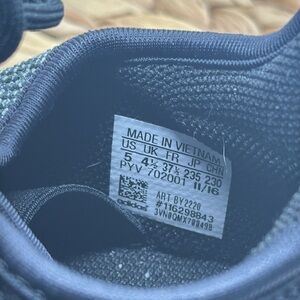 MADE IN VIETNAM
US UK FR JP CHN
5 4½ 37⅓ 235 230
PYV 702001 11/16
ART BY2220
#116298843
adidas